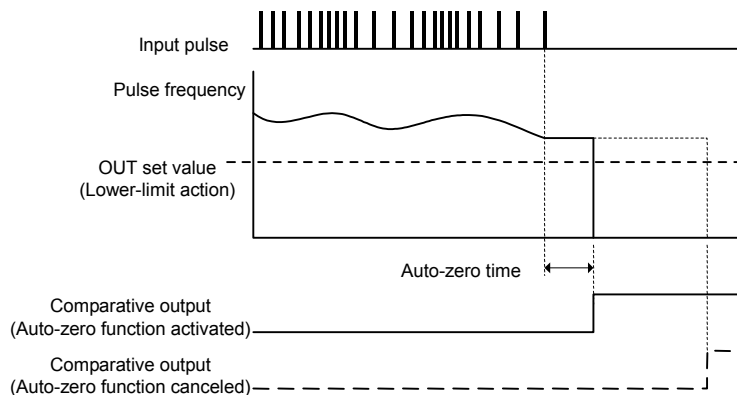 Input pulse
Pulse frequency
OUT set value
(Lower-limit action)
Auto-zero time
Comparative output
(Auto-zero function activated)
Comparative output
(Auto-zero function canceled)